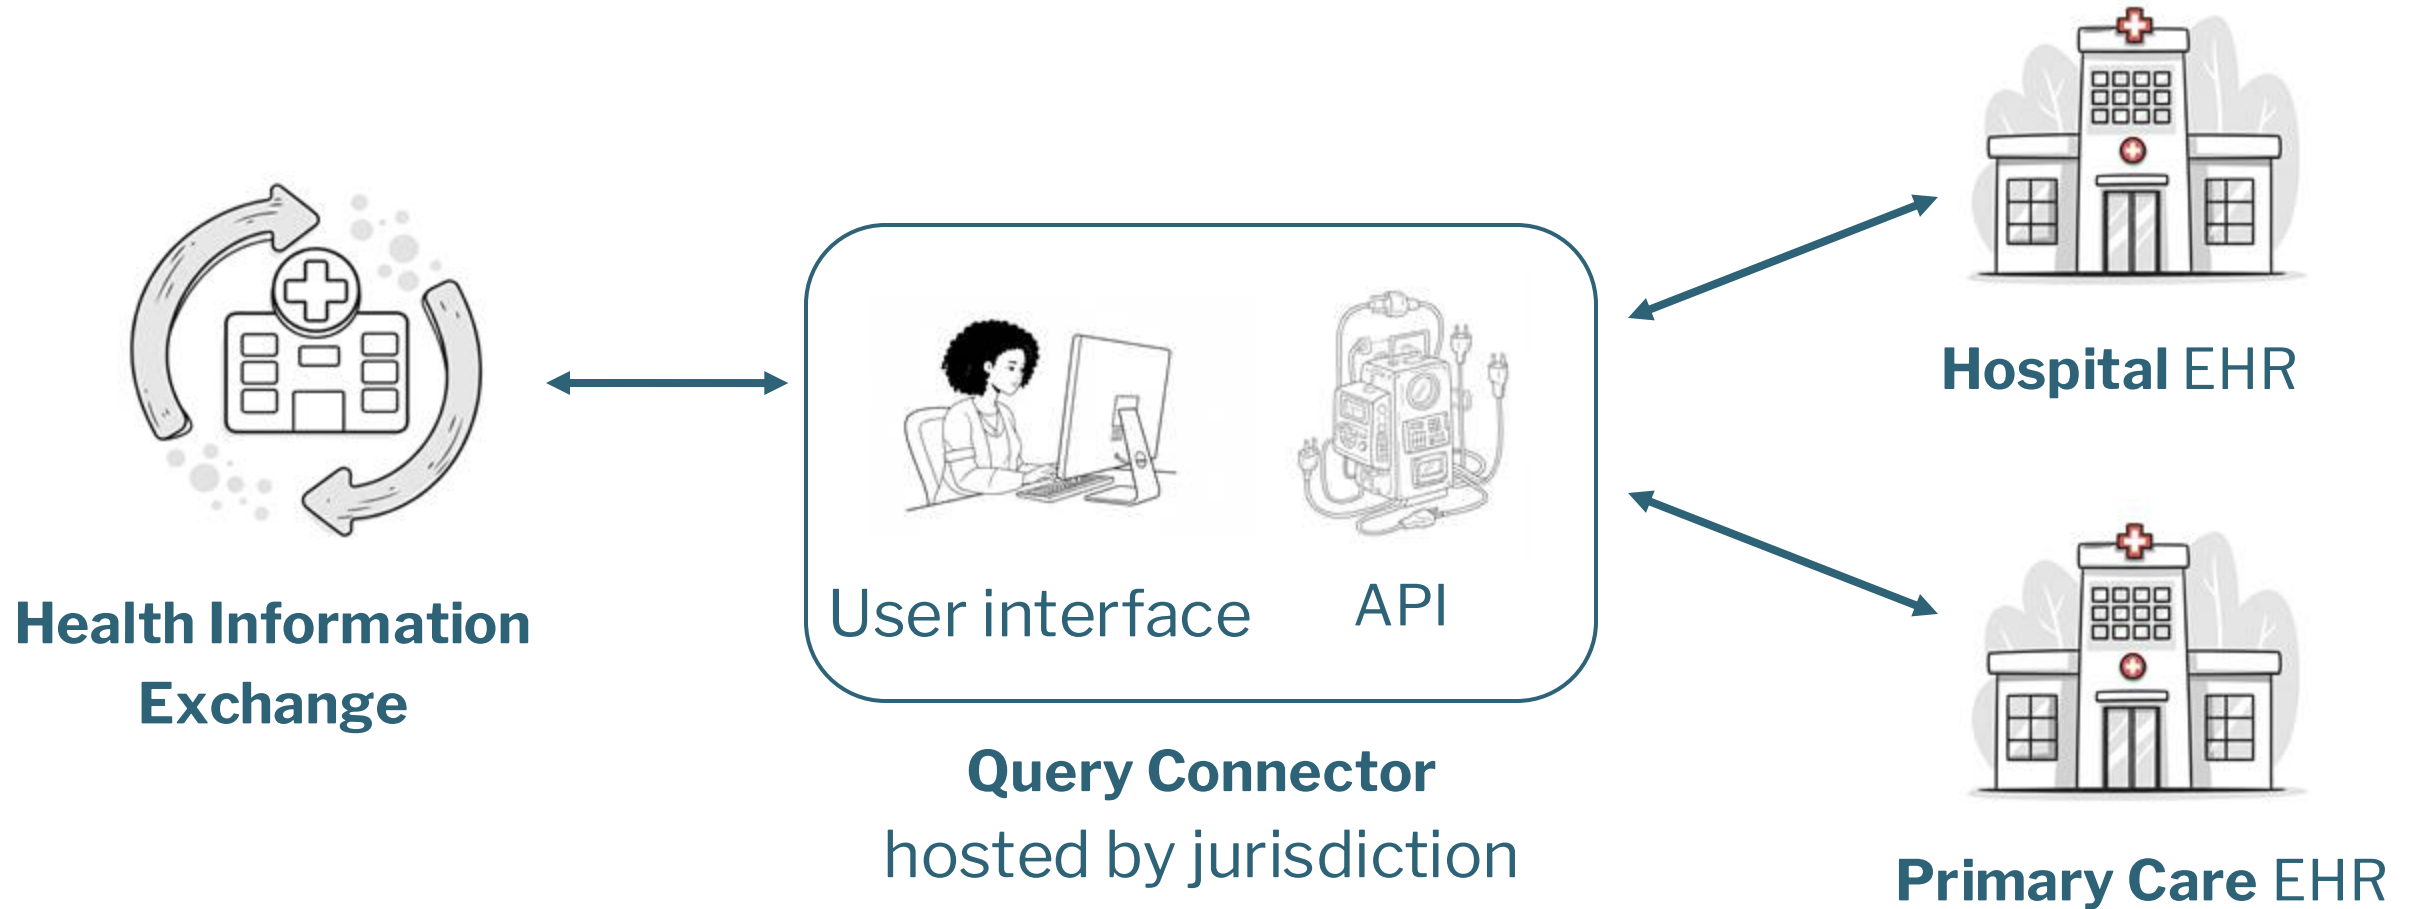 Health Information
Exchange
User interface
API
Query Connector
hosted by jurisdiction
Hospital EHR
Primary Care EHR